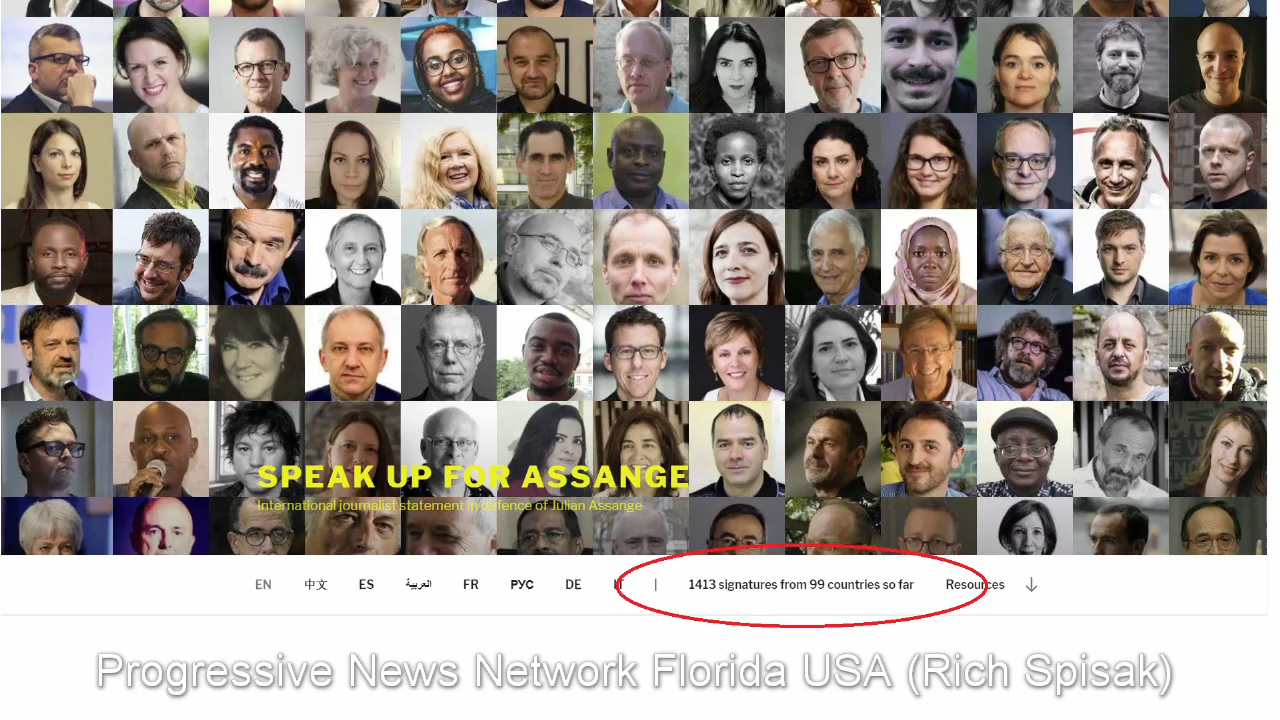 SPEAK UP FOR ASSANGE
International journalist statement in defence of Julian Assange
EN 中文 ES العربية FR РУС DE IT | 1413 signatures from 99 countries so far Resources ↓
Progressive News Network Florida USA (Rich Spisak)